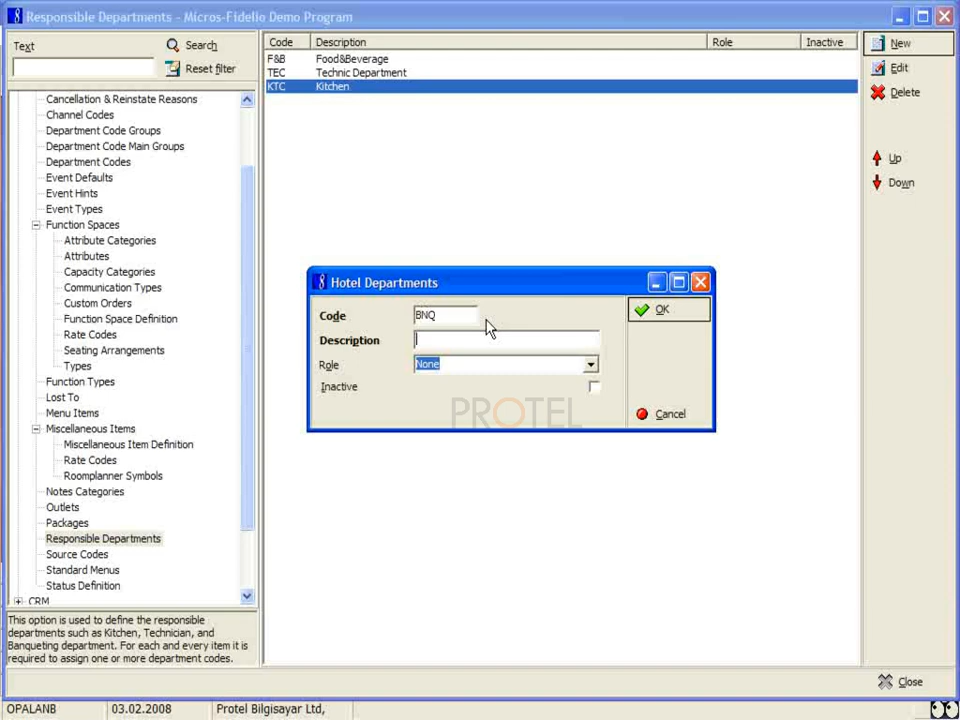 Responsible Departments - Micros-Fidelio Demo Program
Text
Search
Reset filter
Cancellation & Reinstate Reasons
Channel Codes
Department Code Groups
Department Code Main Groups
Department Codes
Event Defaults
Event Hints
Event Types
Function Spaces
Attribute Categories
Attributes
Capacity Categories
Communication Types
Custom Orders
Function Space Definition
Rate Codes
Seating Arrangements
Types
Function Types
Lost To
Menu Items
Miscellaneous Items
Miscellaneous Item Definition
Rate Codes
Roomplanner Symbols
Notes Categories
Outlets
Packages
Responsible Departments
Source Codes
Standard Menus
Status Definition
CRM
This option is used to define the responsible
departments such as Kitchen, Technician, and
Banqueting department. For each and every item it is
required to assign one or more department codes.
Code Description Role Inactive
F&B Food&Beverage
TEC Technic Department
KTC Kitchen
New
Edit
Delete
Up
Down
Hotel Departments
Code BNQ
Description
Role None
Inactive
OK
Cancel
PROTEL
Close
OPALANB 03.02.2008 Protel Bilgisayar Ltd,